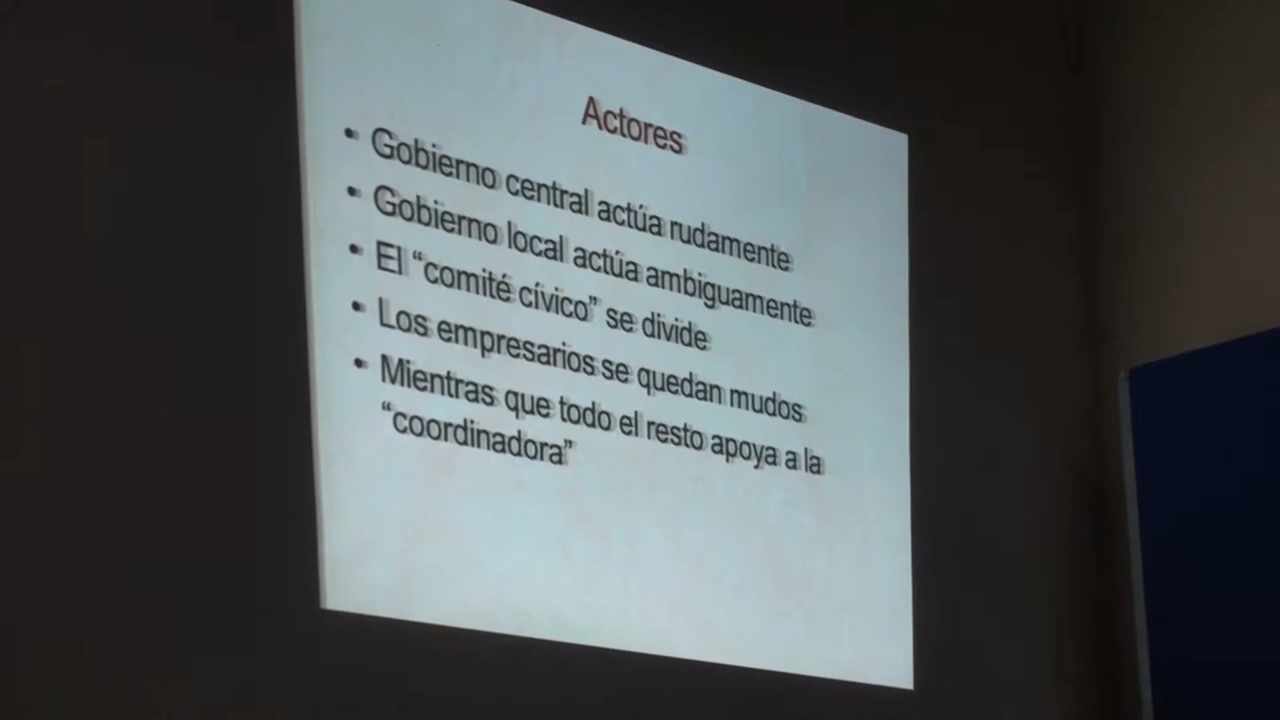 Actores
• Gobierno central actúa rudamente
• Gobierno local actúa ambiguamente
• El “comité cívico” se divide
• Los empresarios se quedan mudos
• Mientras que todo el resto apoya a la
“coordinadora”